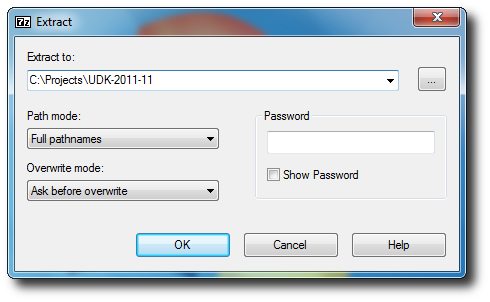 7z Extract
Extract to:
C:\Projects\UDK-2011-11
...
Path mode:
Full pathnames
Password
Overwrite mode:
Ask before overwrite
Show Password
OK
Cancel
Help